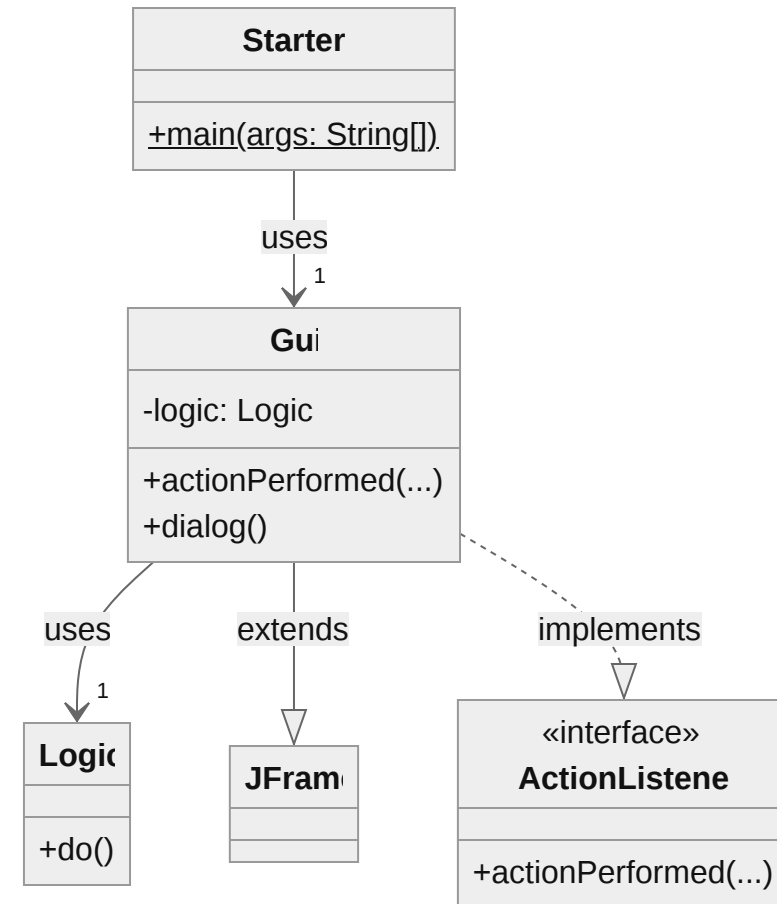 Starter
+main(args: String[])
uses
1
Gui
-logic: Logic
+actionPerformed(...)
+dialog()
uses
extends
implements
1
Logic
+do()
JFrame
«interface»
ActionListene
+actionPerformed(...)